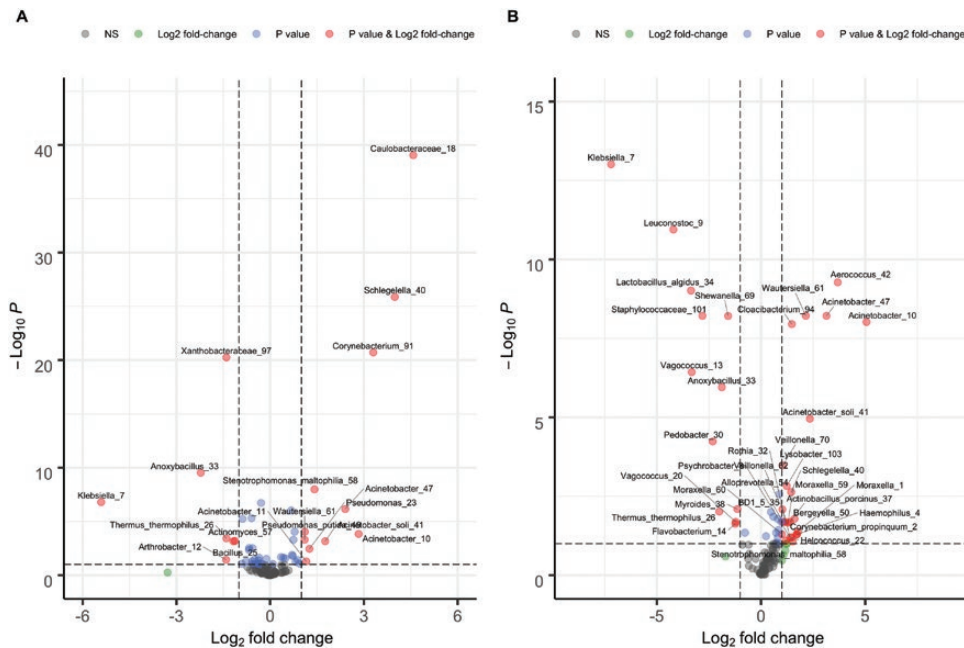 A
NS Log2 fold-change P value P value & Log2 fold-change
40
30
20
10
0
− Log10 P
Caulobacteraceae_18
Schlegelella_40
Corynebacterium_91
Xanthobacteraceae_97
Anoxybacillus_33
Stenotrophomonas_maltophilia_58
Klebsiella_7
Acinetobacter_47
Pseudomonas_23
Acinetobacter_11
Wautersiella_61
Thermus_thermophilus_26
Actinomyces_57
Pseudomonas_putida_49
Acinetobacter_soli_41
Acinetobacter_10
Arthrobacter_12
Bacillus_25
-6 -3 0 3 6
Log2 fold change
B
NS Log2 fold-change P value P value & Log2 fold-change
15
10
5
0
− Log10 P
Klebsiella_7
Leuconostoc_9
Aerococcus_42
Lactobacillus_algidus_34
Wautersiella_61
Shewanella_69
Acinetobacter_47
Staphylococcaceae_101
Cloacibacterium_94
Acinetobacter_10
Vagococcus_13
Anoxybacillus_33
Acinetobacter_soli_41
Pedobacter_30
Veillonella_70
Rothia_32
Lysobacter_103
Psychrobacter
Veillonella_62
Schlegelella_40
Vagococcus_20
Alloprevotella_54
Moraxella_59
Moraxella_1
Moraxella_60
Actinobacillus_porcinus_37
Myroides_38
BD1_5_35
Bergeyella_50
Haemophilus_4
Thermus_thermophilus_26
Corynebacterium_propinquum_2
Flavobacterium_14
Helcococcus_22
Stenotrophomonas_maltophilia_58
-5 0 5
Log2 fold change